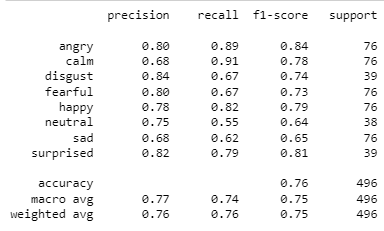 precision recall f1-score support
angry 0.80 0.89 0.84 76
calm 0.68 0.91 0.78 76
disgust 0.84 0.67 0.74 39
fearful 0.80 0.67 0.73 76
happy 0.78 0.82 0.79 76
neutral 0.75 0.55 0.64 38
sad 0.68 0.62 0.65 76
surprised 0.82 0.79 0.81 39
accuracy 0.76 496
macro avg 0.77 0.74 0.75 496
weighted avg 0.76 0.76 0.75 496